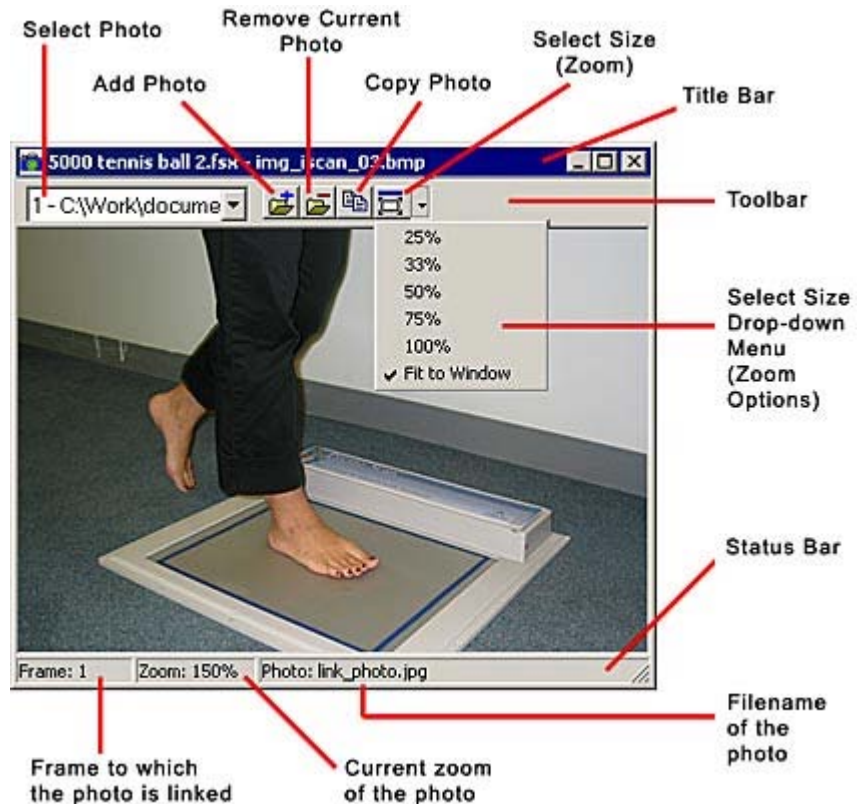 Select Photo
Remove Current
Photo
Add Photo
Copy Photo
Select Size
(Zoom)
Title Bar
5000 tennis ball 2.fsx - img_iscan_03.bmp
1 - C:\Work\docume
Toolbar
25%
33%
50%
75%
100%
Fit to Window
Select Size
Drop-down
Menu
(Zoom
Options)
Status Bar
Frame: 1
Zoom: 150%
Photo: link_photo.jpg
Filename
of the
photo
Frame to which
the photo is linked
Current zoom
of the photo